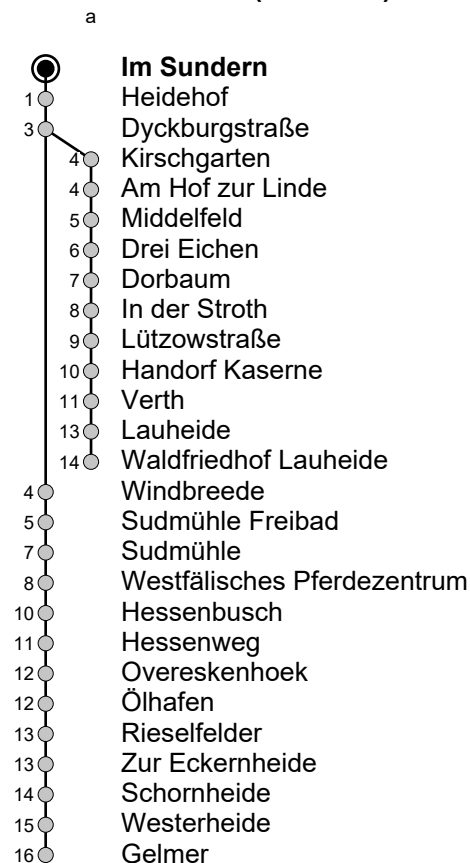 a
Im Sundern
1 Heidehof
3 Dyckburgstraße
4 Kirschgarten
4 Am Hof zur Linde
5 Middelfeld
6 Drei Eichen
7 Dorbaum
8 In der Stroth
9 Lützowstraße
10 Handorf Kaserne
11 Verth
13 Lauheide
14 Waldfriedhof Lauheide
4 Windbreede
5 Sudmühle Freibad
7 Sudmühle
8 Westfälisches Pferdezentrum
10 Hessenbusch
11 Hessenweg
12 Overeskenhoek
12 Ölhafen
13 Rieselfelder
13 Zur Eckernheide
14 Schornheide
15 Westerheide
16 Gelmer